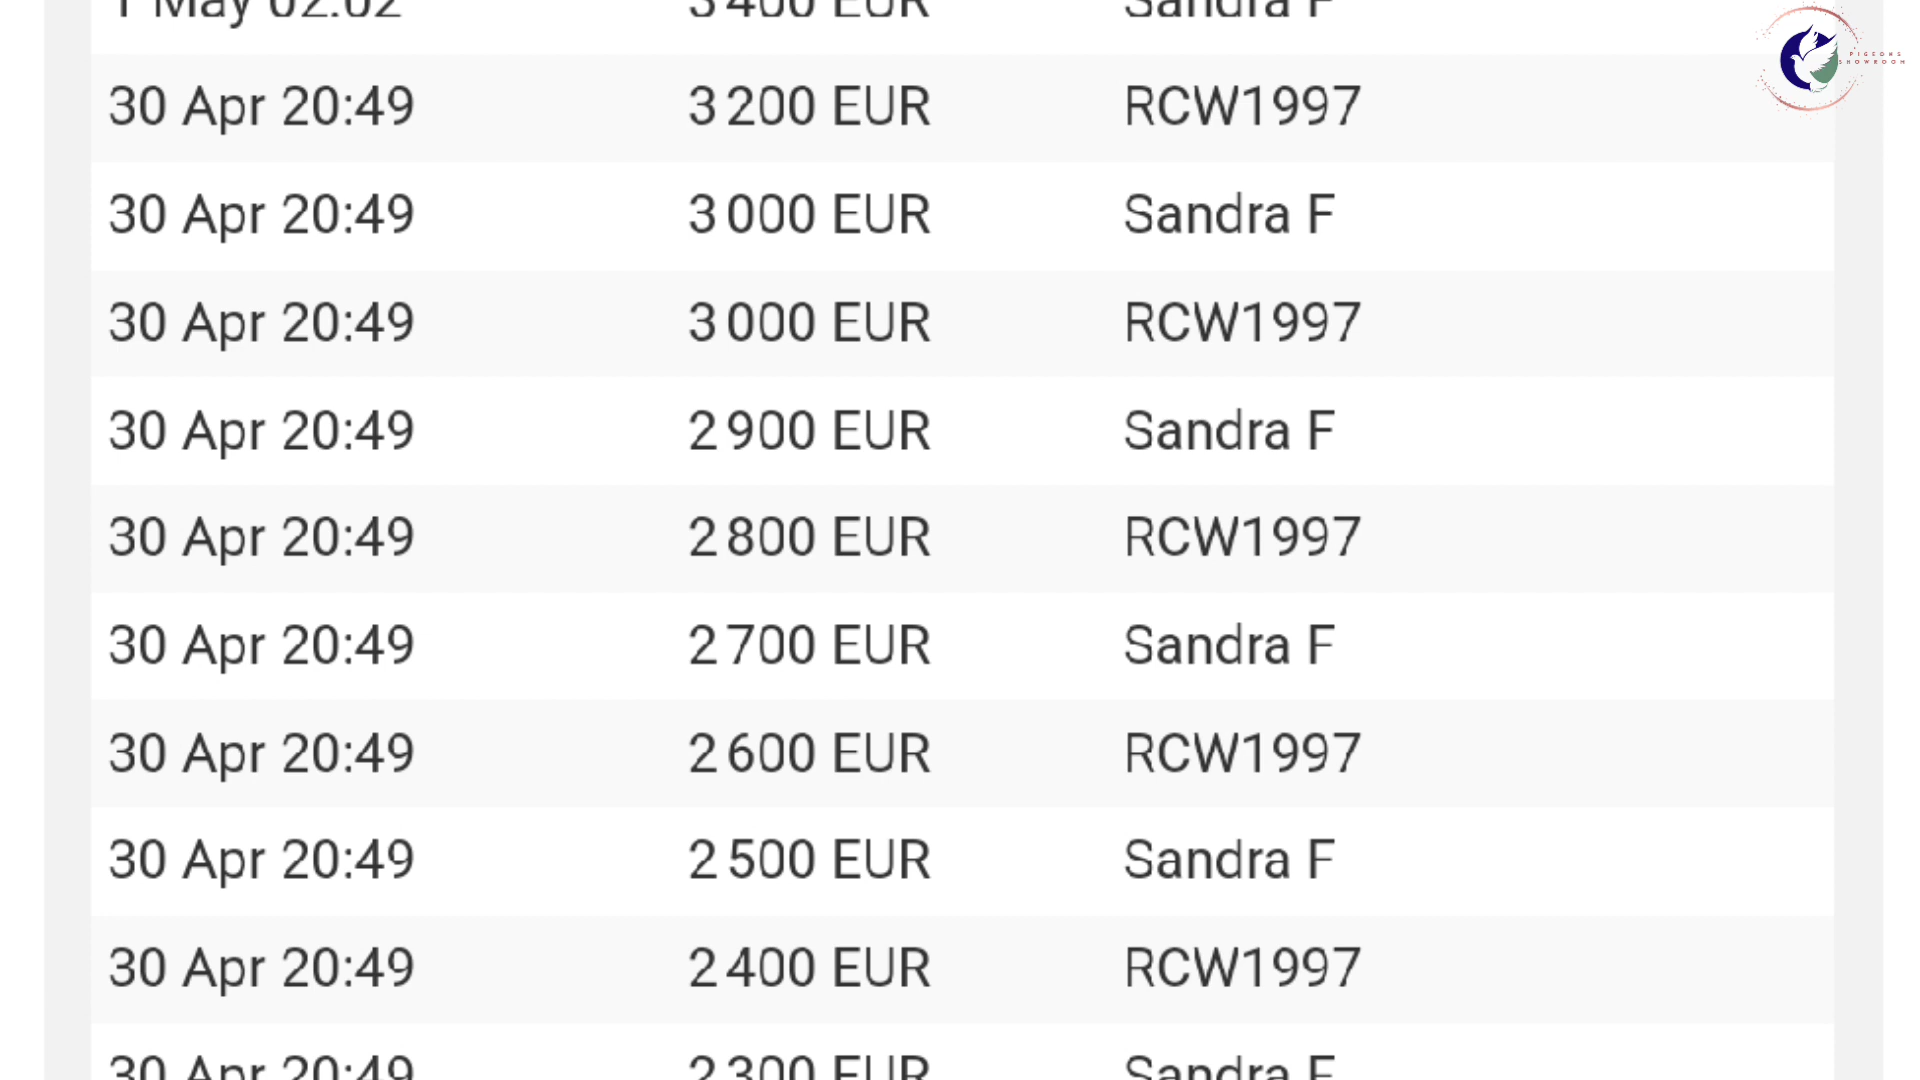 1 May 02:02 3 400 EUR Sandra F
PIGEONS
SHOWROOM
30 Apr 20:49 3 200 EUR RCW1997
30 Apr 20:49 3 000 EUR Sandra F
30 Apr 20:49 3 000 EUR RCW1997
30 Apr 20:49 2 900 EUR Sandra F
30 Apr 20:49 2 800 EUR RCW1997
30 Apr 20:49 2 700 EUR Sandra F
30 Apr 20:49 2 600 EUR RCW1997
30 Apr 20:49 2 500 EUR Sandra F
30 Apr 20:49 2 400 EUR RCW1997
30 Apr 20:49 2 300 EUR Sandra F